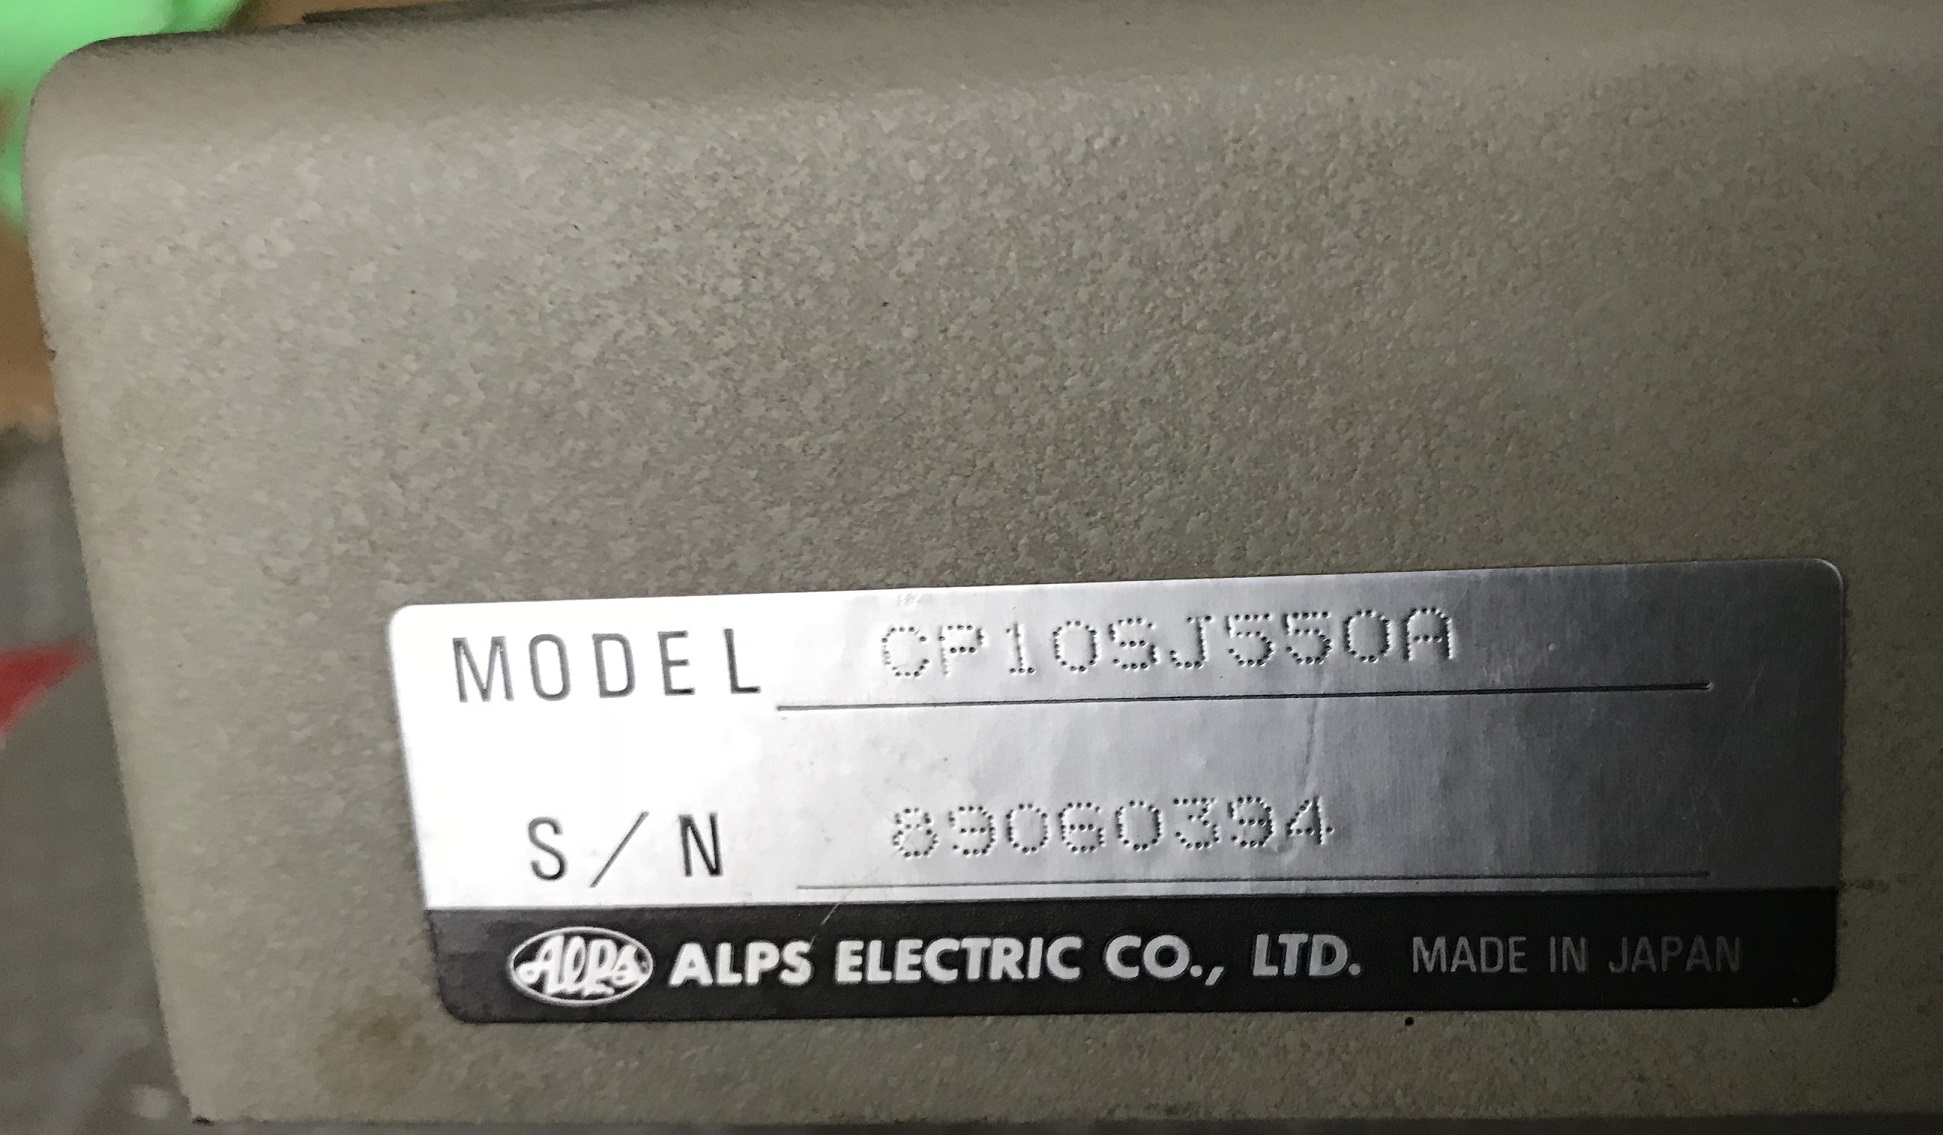 MODEL CP10SJ550A
S/N 89060394
ALPS ALPS ELECTRIC CO., LTD. MADE IN JAPAN